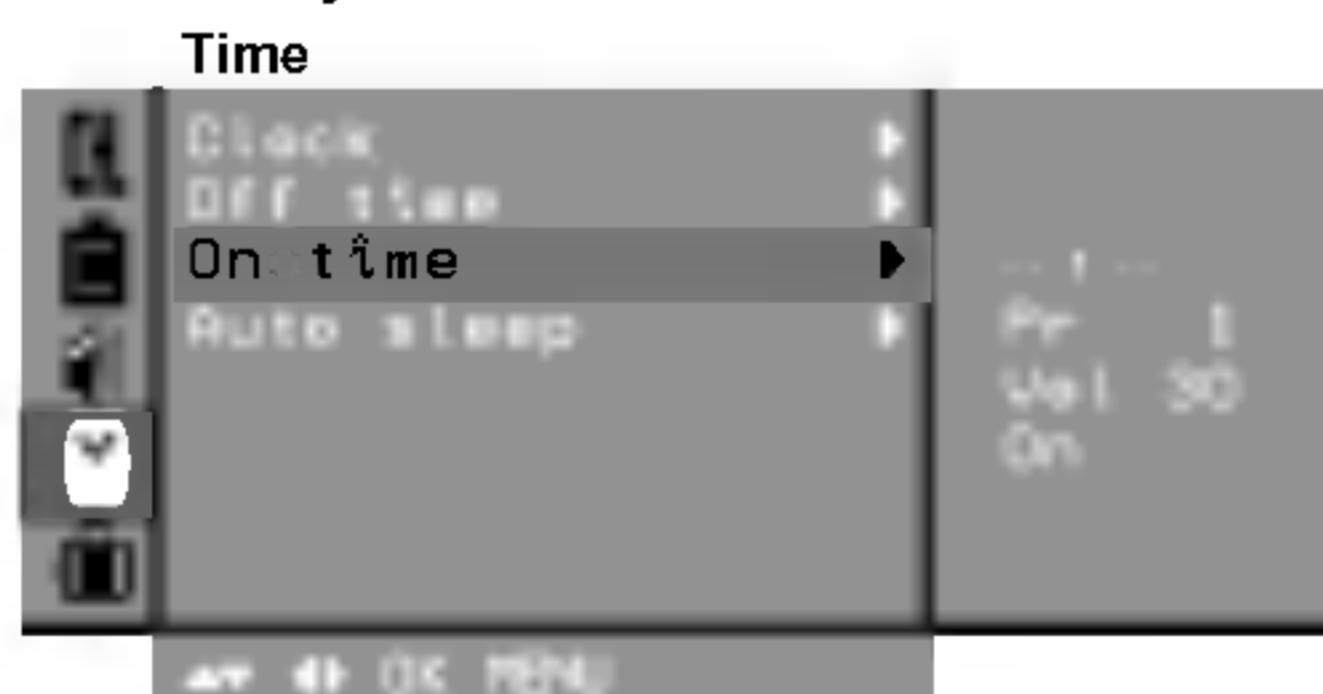 Time
Clock
Off time
On time
Auto sleep
-- : --
Pr 1
Vol 30
On
OK MENU